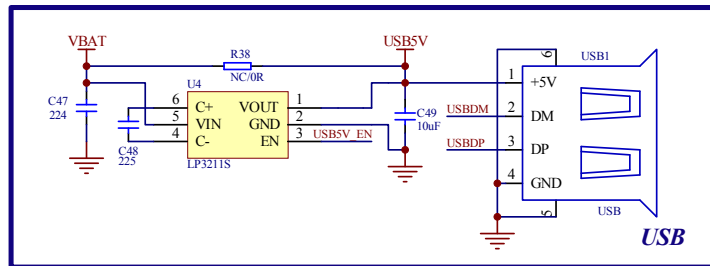 VBAT
R38
NC/0R
USB5V
U4
C47
224
C48
225
6 C+ VOUT 1
5 VIN GND 2
4 C- EN 3
LP3211S
USB5V_EN
C49
10uF
USB1
6
1 +5V
USBDM 2 DM
USBDP 3 DP
4 GND
5
USB
USB